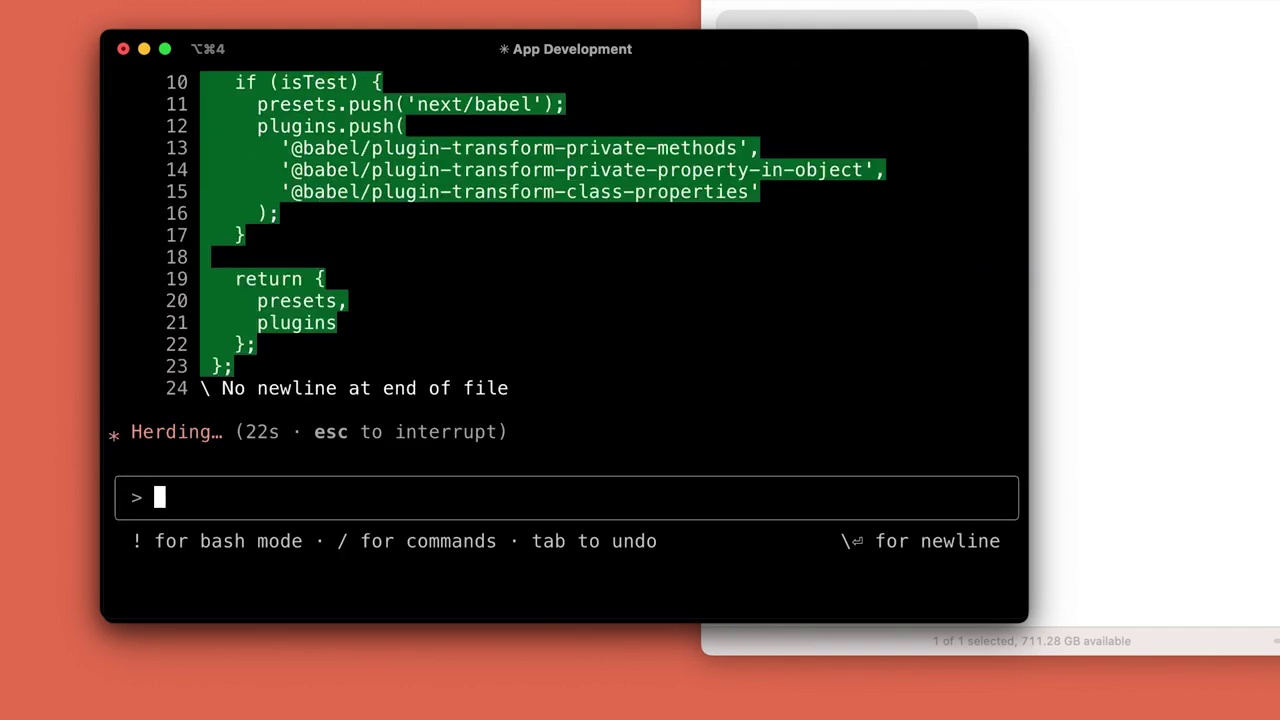 ⌥⌘4
✳ App Development
10 if (isTest) {
11 presets.push('next/babel');
12 plugins.push(
13 '@babel/plugin-transform-private-methods',
14 '@babel/plugin-transform-private-property-in-object',
15 '@babel/plugin-transform-class-properties'
16 );
17 }
18
19 return {
20 presets,
21 plugins
22 };
23 };
24 \ No newline at end of file
* Herding… (22s · esc to interrupt)
>
! for bash mode · / for commands · tab to undo
\⏎ for newline
1 of 1 selected, 711.28 GB available